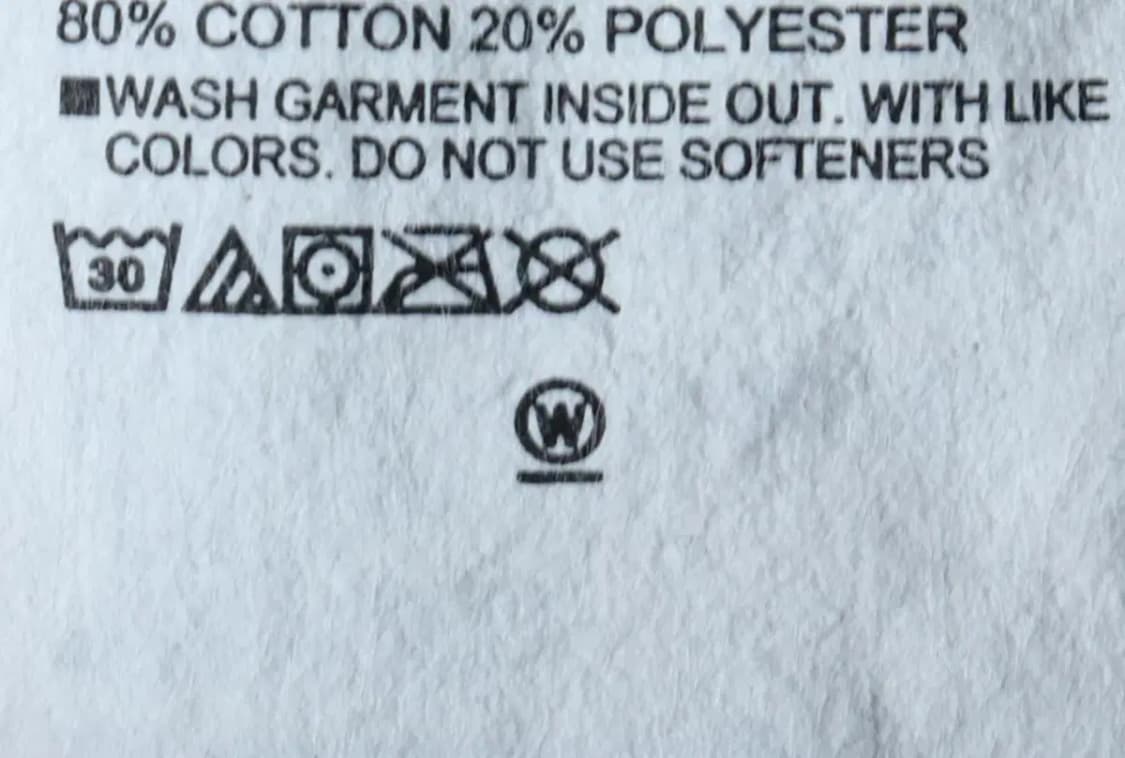 80% COTTON 20% POLYESTER
■WASH GARMENT INSIDE OUT. WITH LIKE
COLORS. DO NOT USE SOFTENERS
30
W